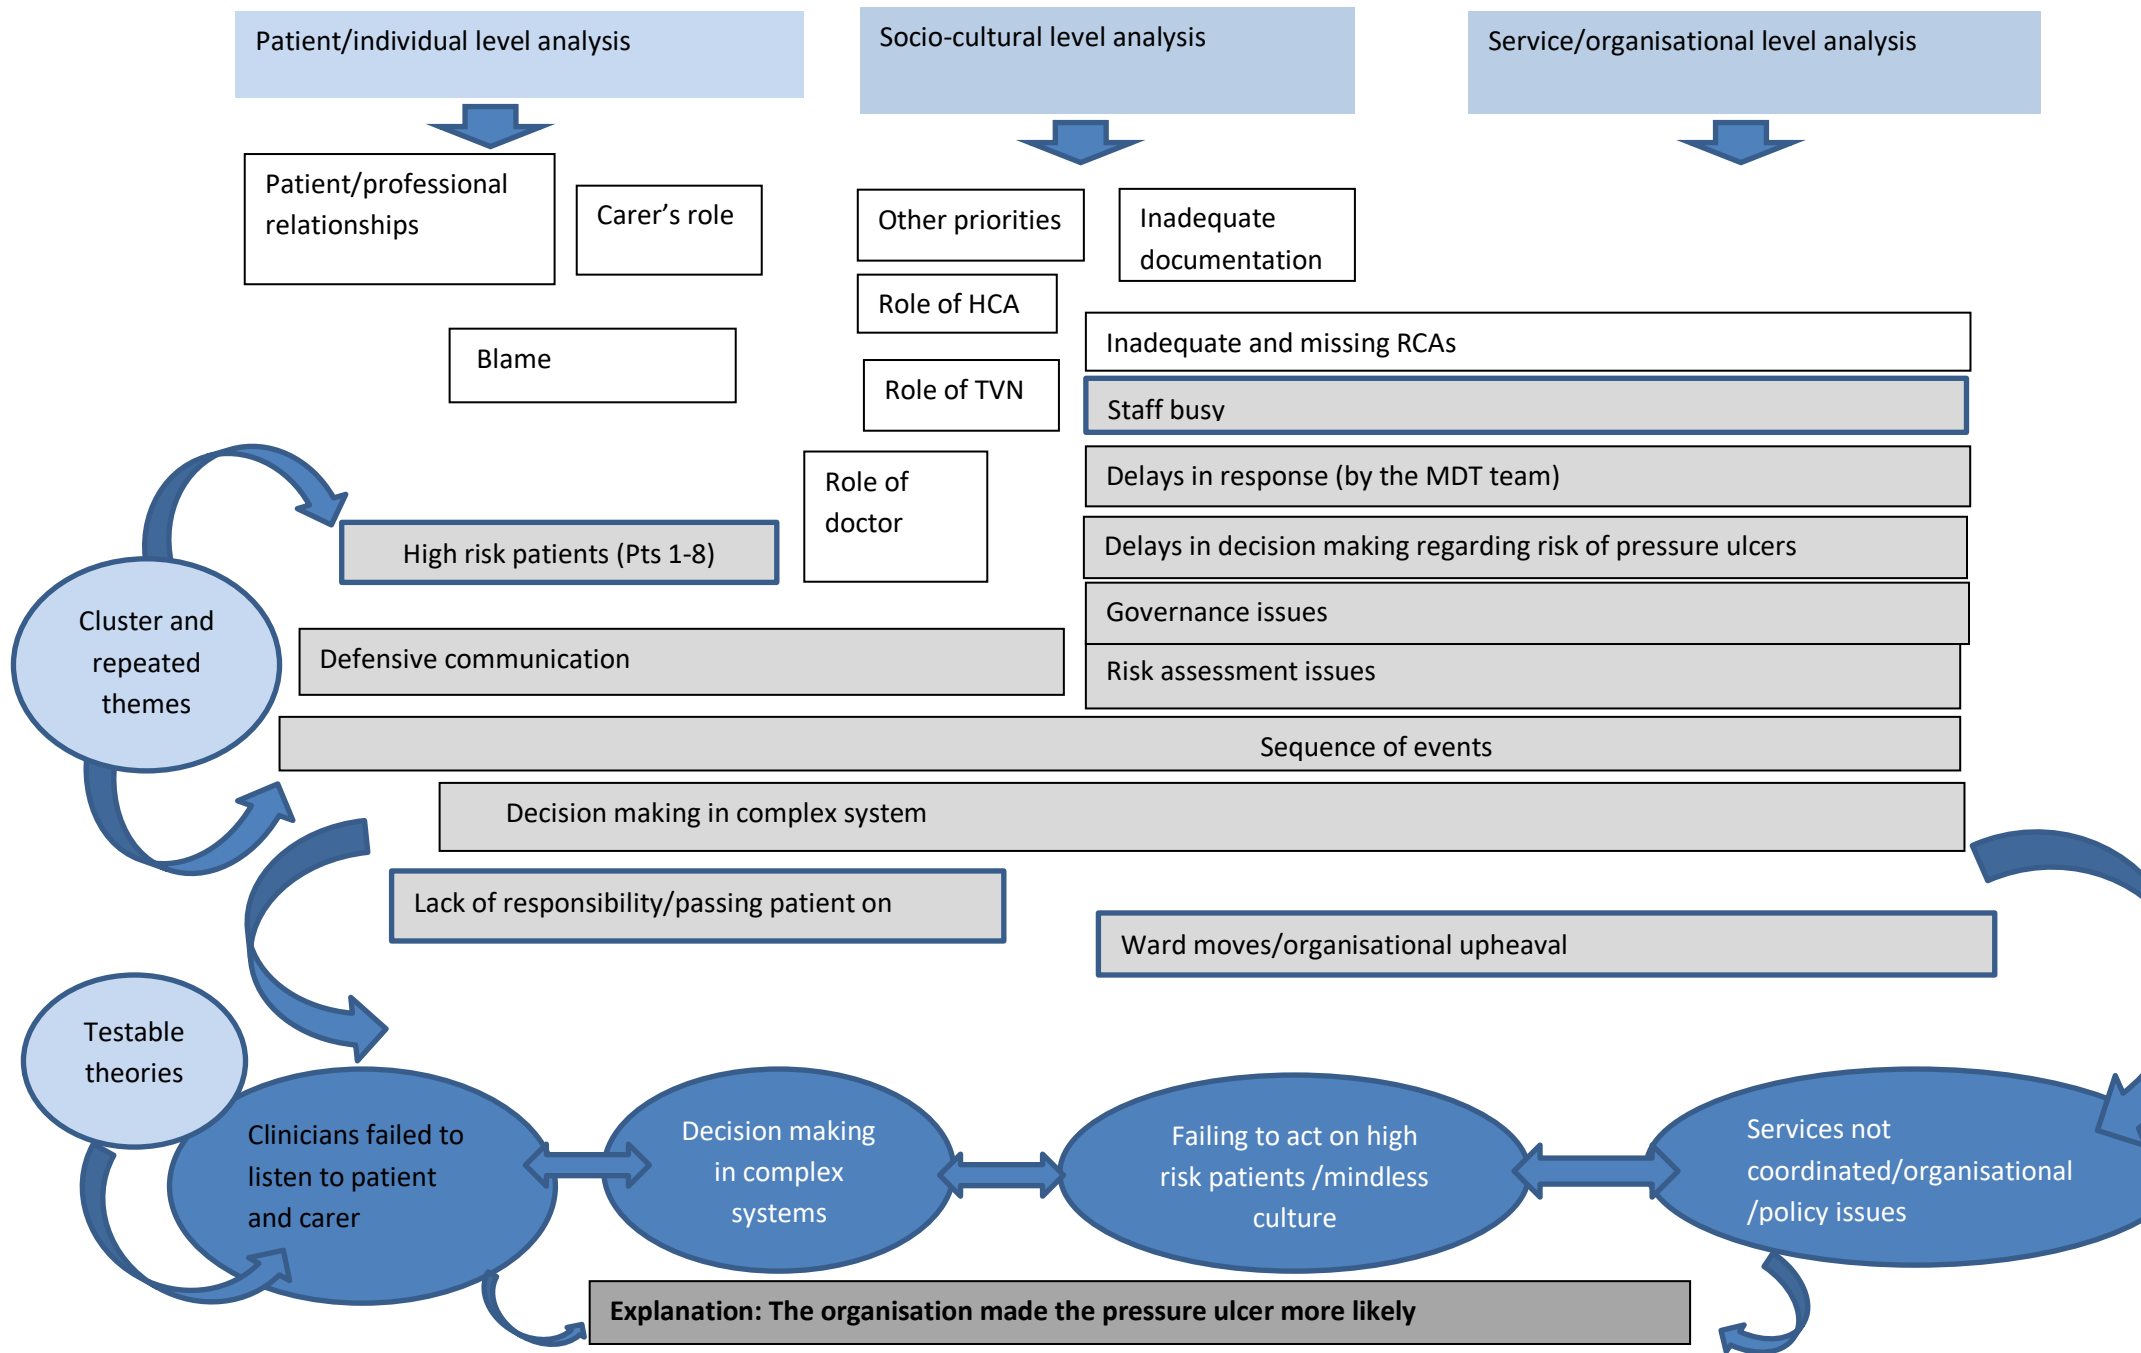 Patient/individual level analysis
Socio-cultural level analysis
Service/organisational level analysis
Patient/professional
relationships
Carer’s role
Other priorities
Inadequate
documentation
Role of HCA
Blame
Inadequate and missing RCAs
Role of TVN
Staff busy
Role of
doctor
Delays in response (by the MDT team)
High risk patients (Pts 1-8)
Delays in decision making regarding risk of pressure ulcers
Cluster and
repeated
themes
Governance issues
Defensive communication
Risk assessment issues
Sequence of events
Decision making in complex system
Lack of responsibility/passing patient on
Ward moves/organisational upheaval
Testable
theories
Clinicians failed to
listen to patient
and carer
Decision making
in complex
systems
Failing to act on high
risk patients /mindless
culture
Services not
coordinated/organisational
/policy issues
Explanation: The organisation made the pressure ulcer more likely